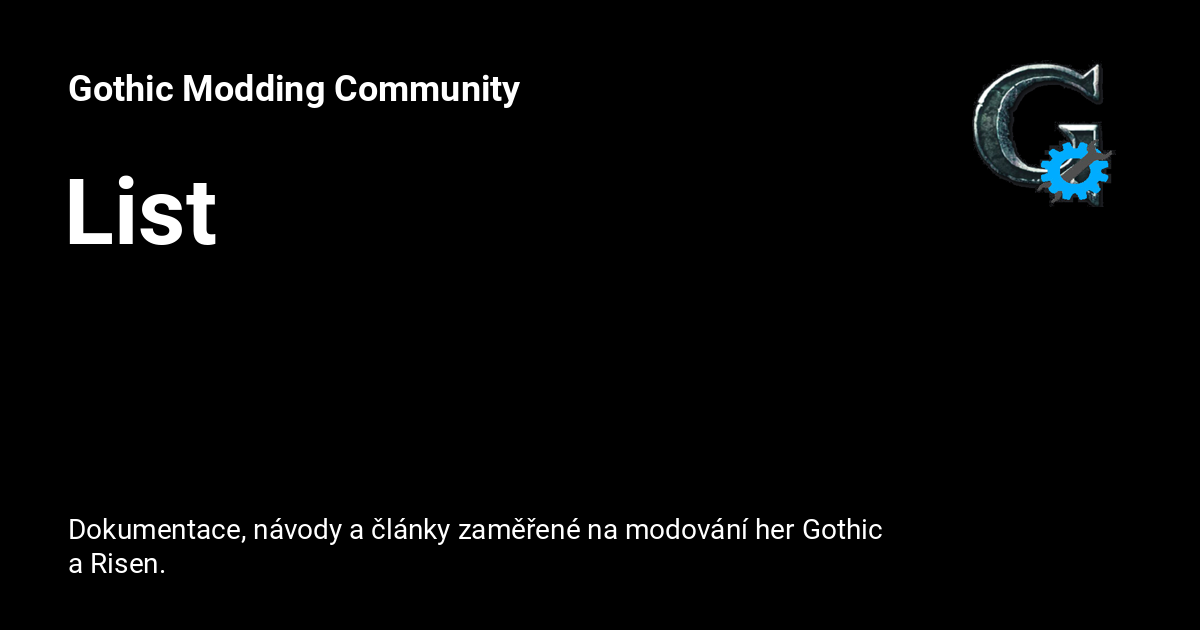 Gothic Modding Community
List
Dokumentace, návody a články zaměřené na modování her Gothic
a Risen.